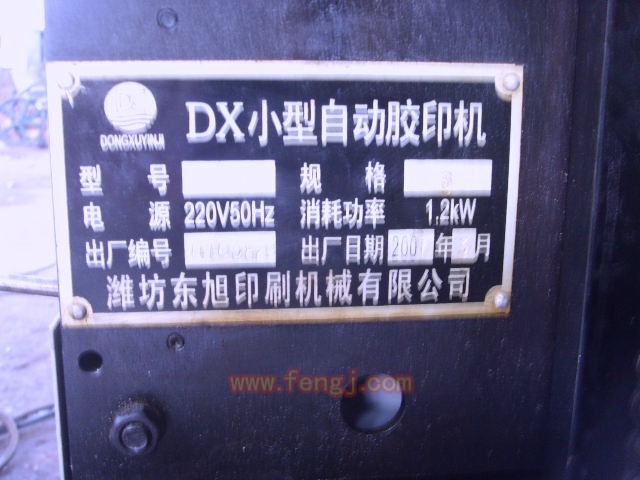 DX
DONGXUYINJI
DX小型自动胶印机
型 号 规 格
电 源 220V50Hz 消耗功率 1.2kW
出厂编号 出厂日期 200 年 月
潍坊东旭印刷机械有限公司
www.fengj.com